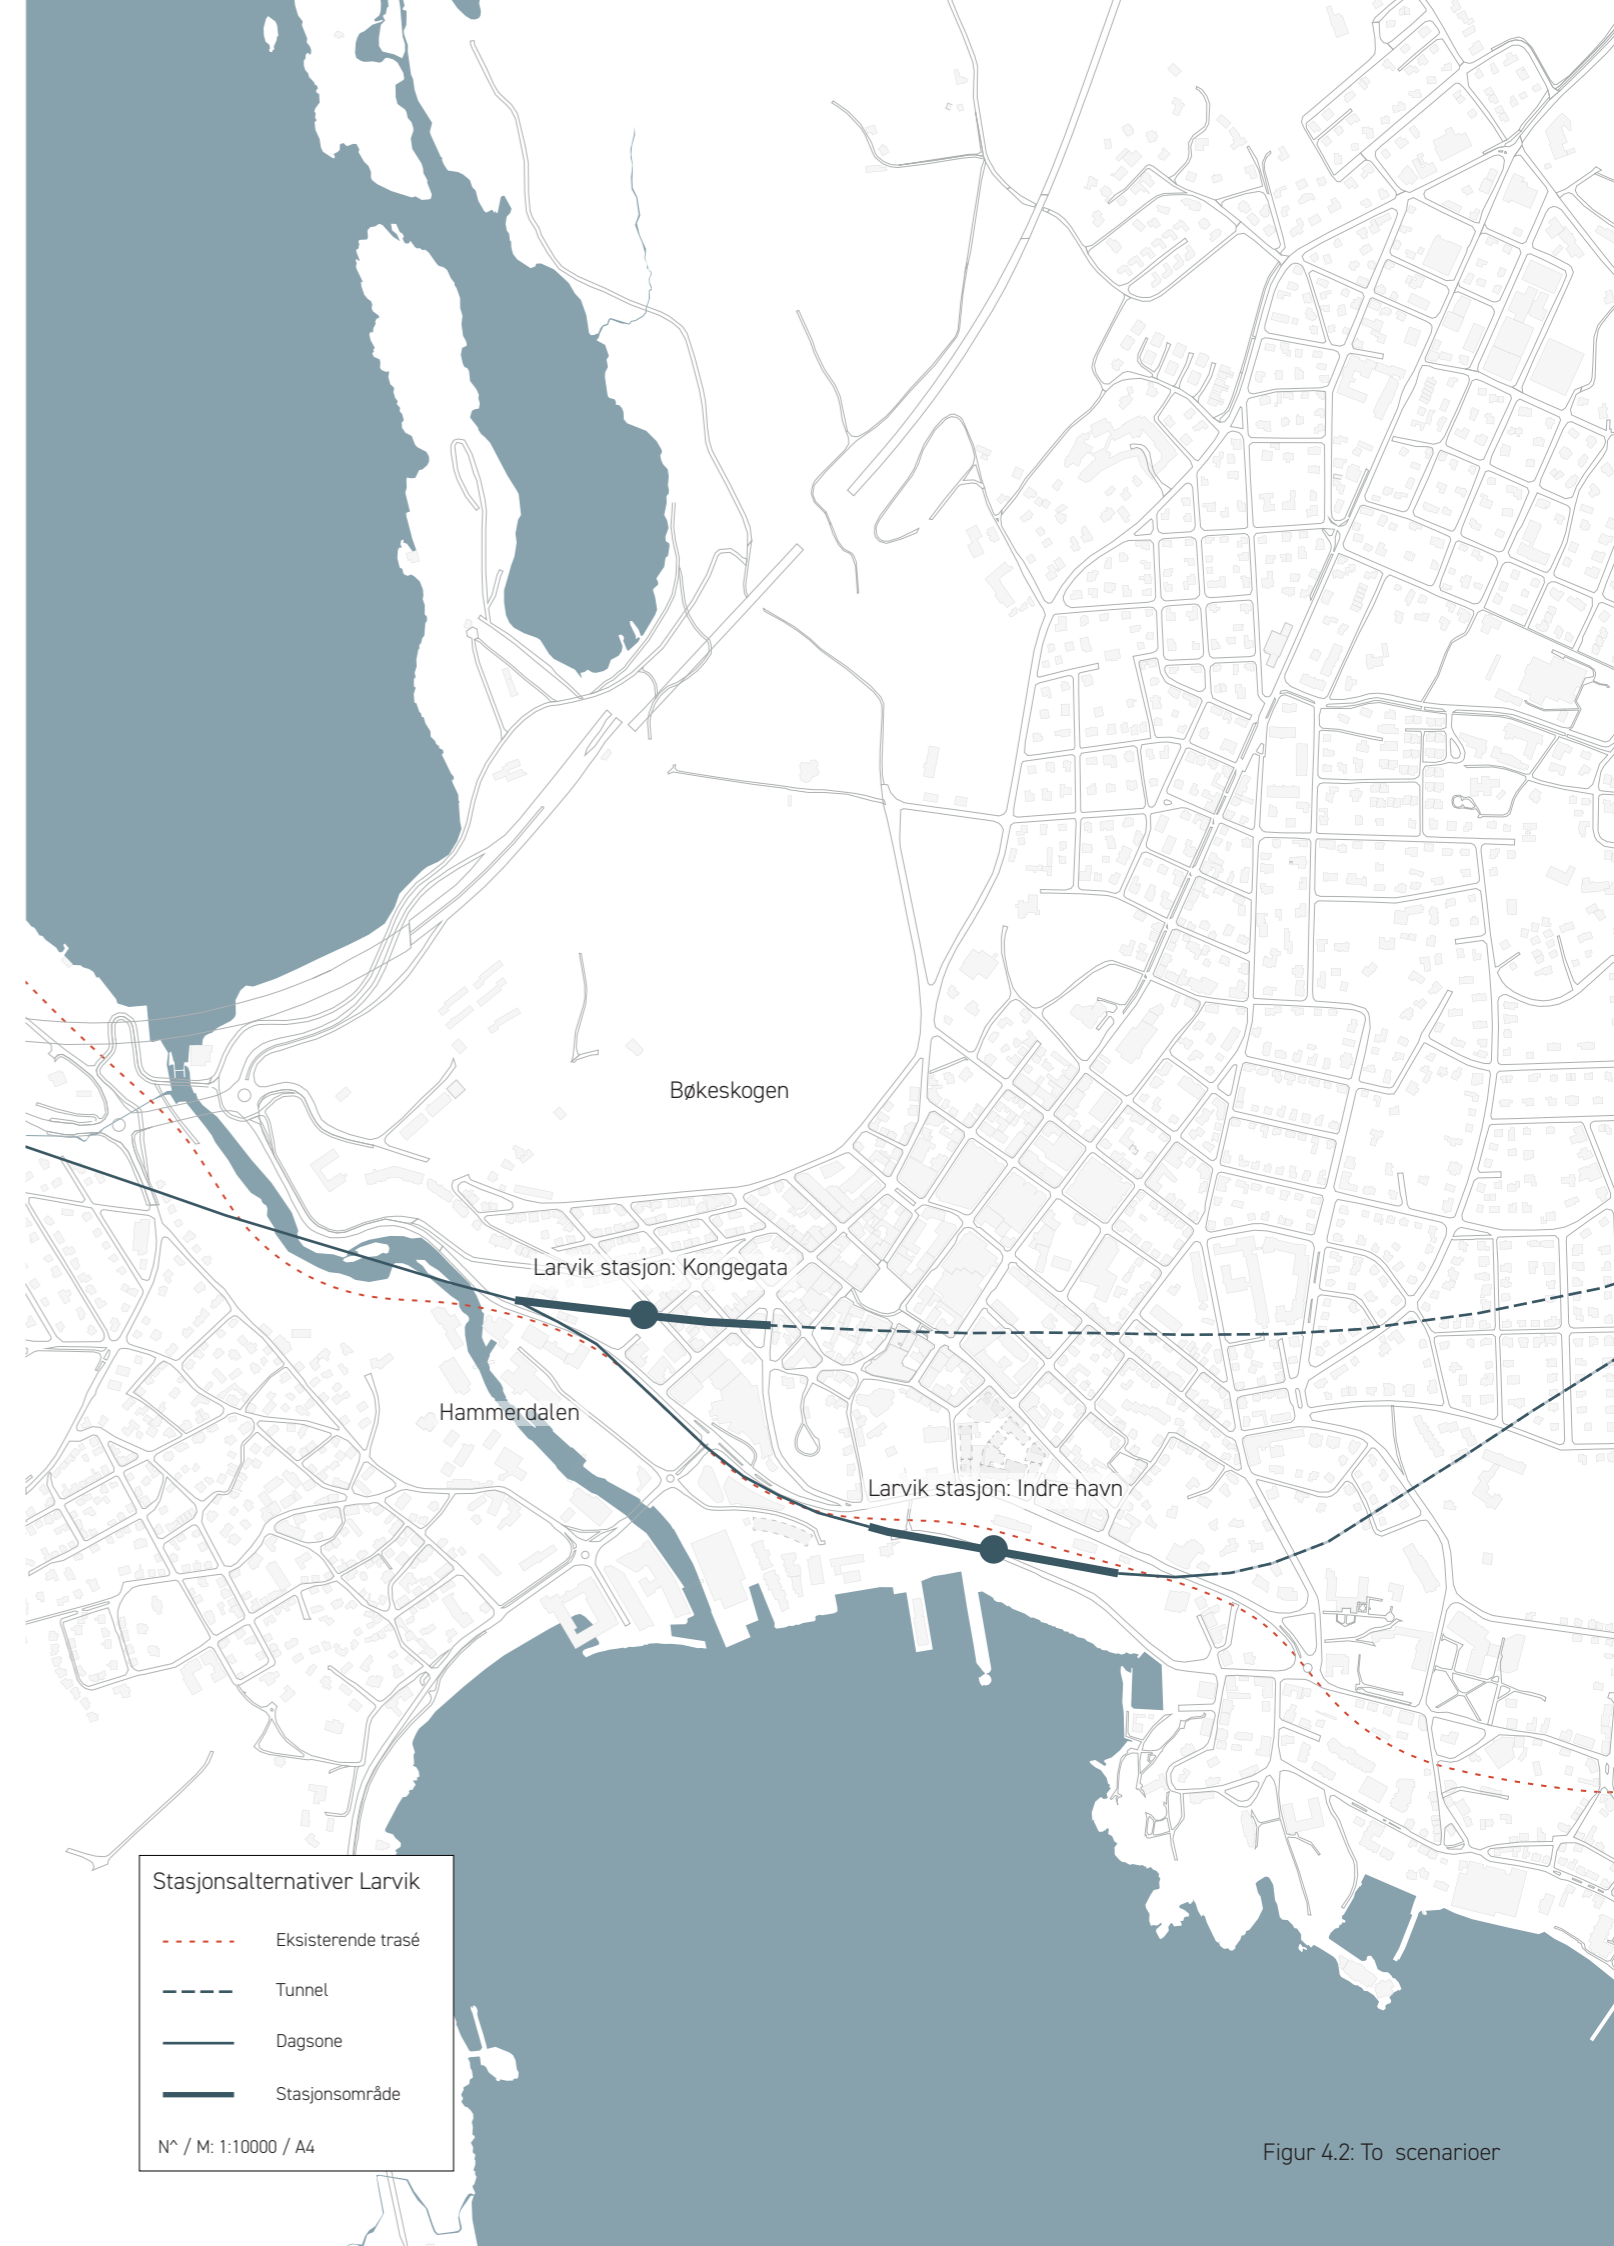 Bøkeskogen
Larvik stasjon: Kongegata
Hammerdalen
Larvik stasjon: Indre havn
Stasjonsalternativer Larvik
Eksisterende trasé
Tunnel
Dagsone
Stasjonsområde
N^ / M: 1:10000 / A4
Figur 4.2: To scenarioer